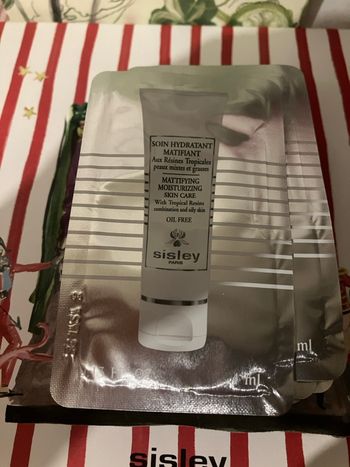 SOIN HYDRATANT
MATIFIANT
Aux Résines Tropicales
peaux mixtes et grasses
MATTIFYING
MOISTURIZING
SKIN CARE
With Tropical Resins
combination and oily skin
OIL FREE
sisley
PARIS
ml
ml
sisley